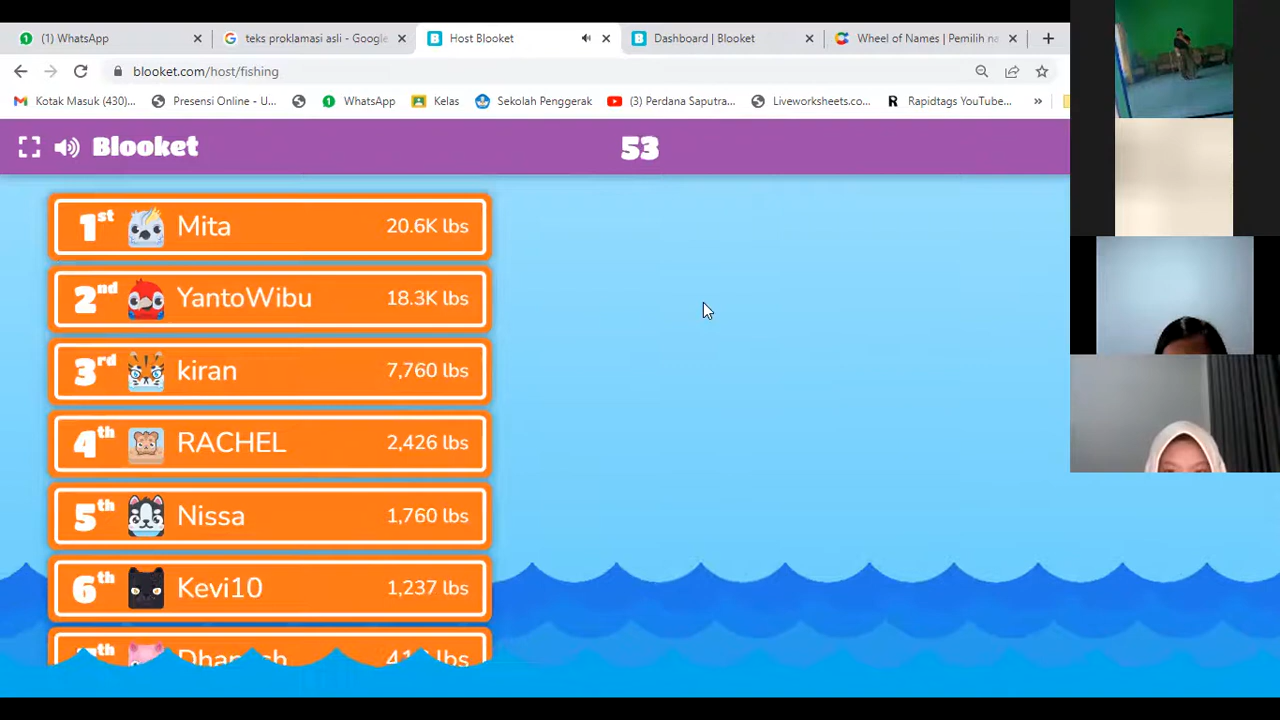 (1) WhatsApp
teks proklamasi asli - Google
Host Blooket
Dashboard | Blooket
Wheel of Names | Pemilih na
blooket.com/host/fishing
Kotak Masuk (430)...
Presensi Online - U...
WhatsApp
Kelas
Sekolah Penggerak
(3) Perdana Saputra...
Liveworksheets.co...
Rapidtags YouTube...
Blooket
53
1st Mita 20.6K lbs
2nd YantoWibu 18.3K lbs
3rd kiran 7,760 lbs
4th RACHEL 2,426 lbs
5th Nissa 1,760 lbs
6th Kevi10 1,237 lbs
lbs